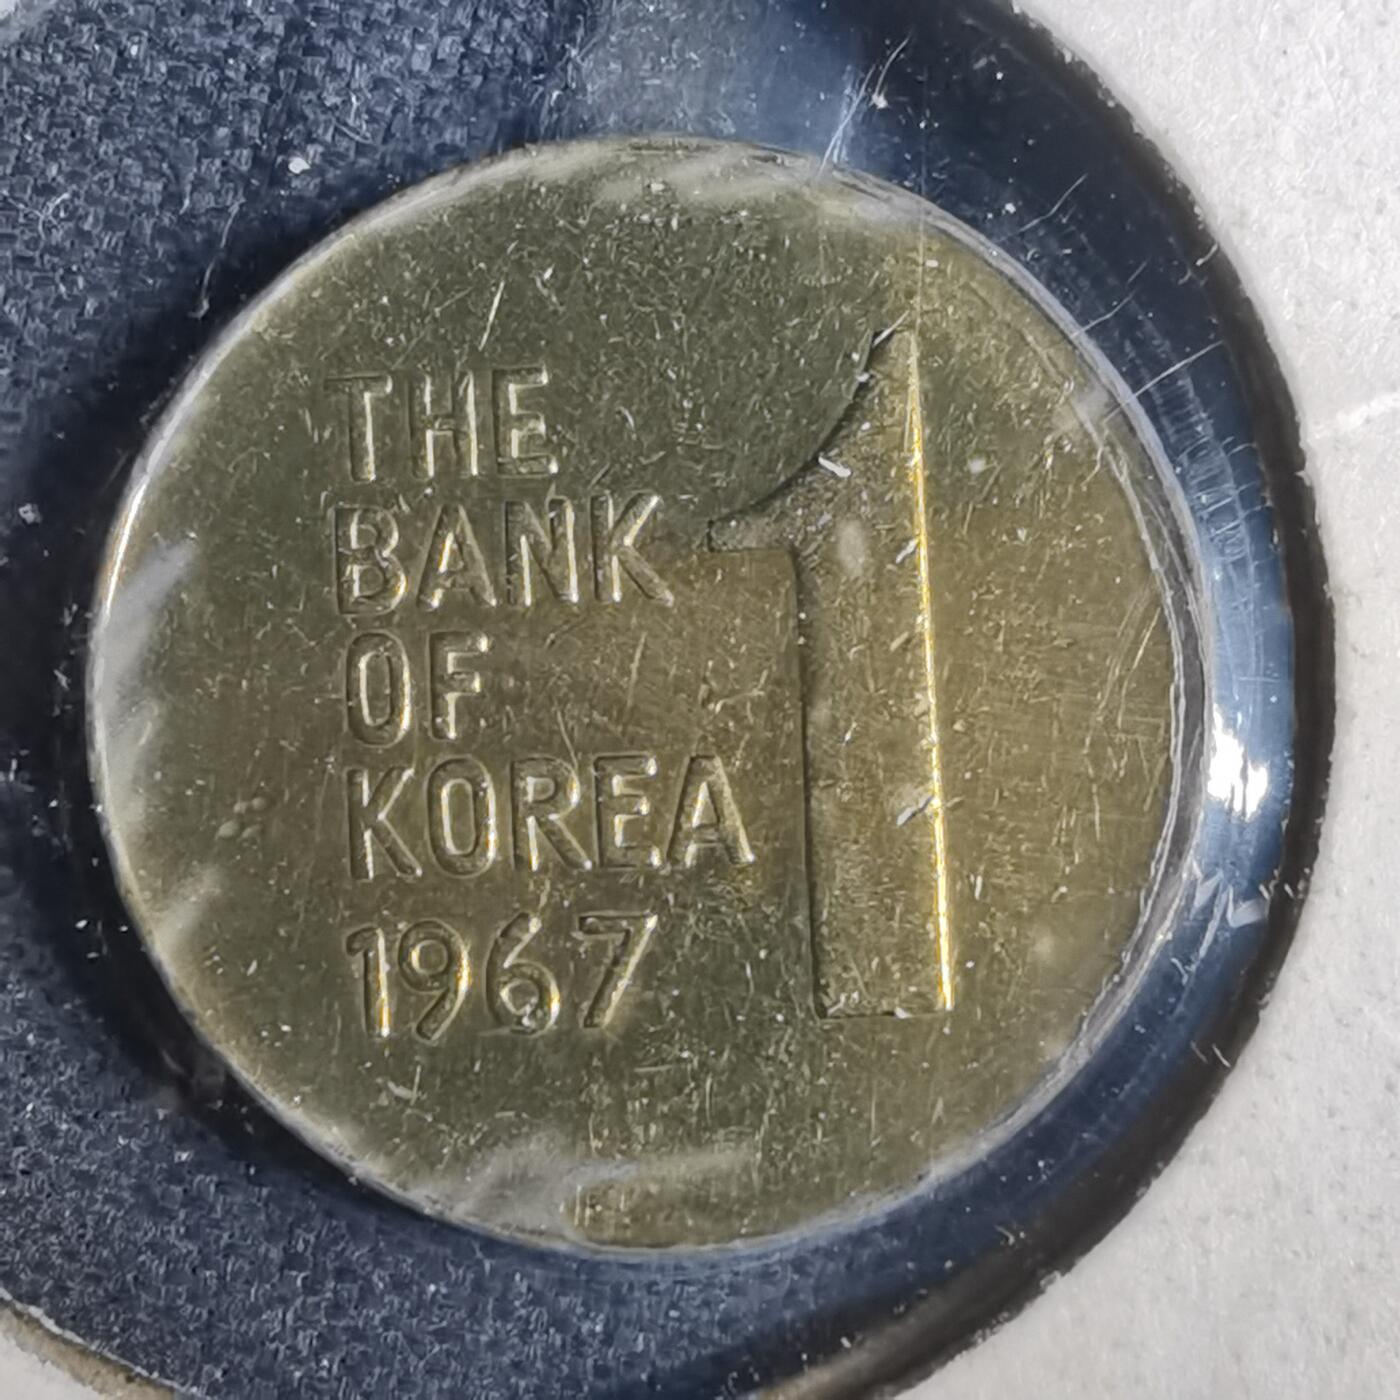 THE
BANK
OF
KOREA
1967
1